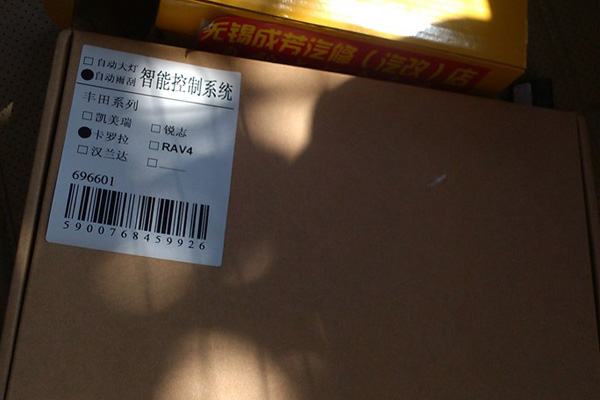 无锡成芳汽修（汽改）店
□自动大灯
●自动雨刮 智能控制系统
丰田系列
□凯美瑞 □锐志
●卡罗拉 □RAV4
□汉兰达 □____
696601
5900768459926